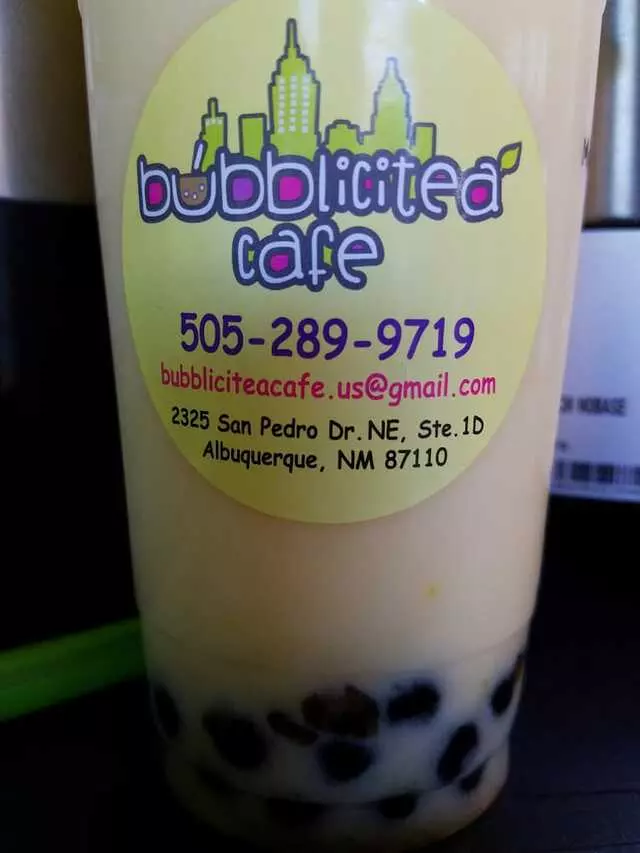 bubblicitea
cafe
505-289-9719
bubbliciteacafe.us@gmail.com
2325 San Pedro Dr. NE, Ste. 1D
Albuquerque, NM 87110